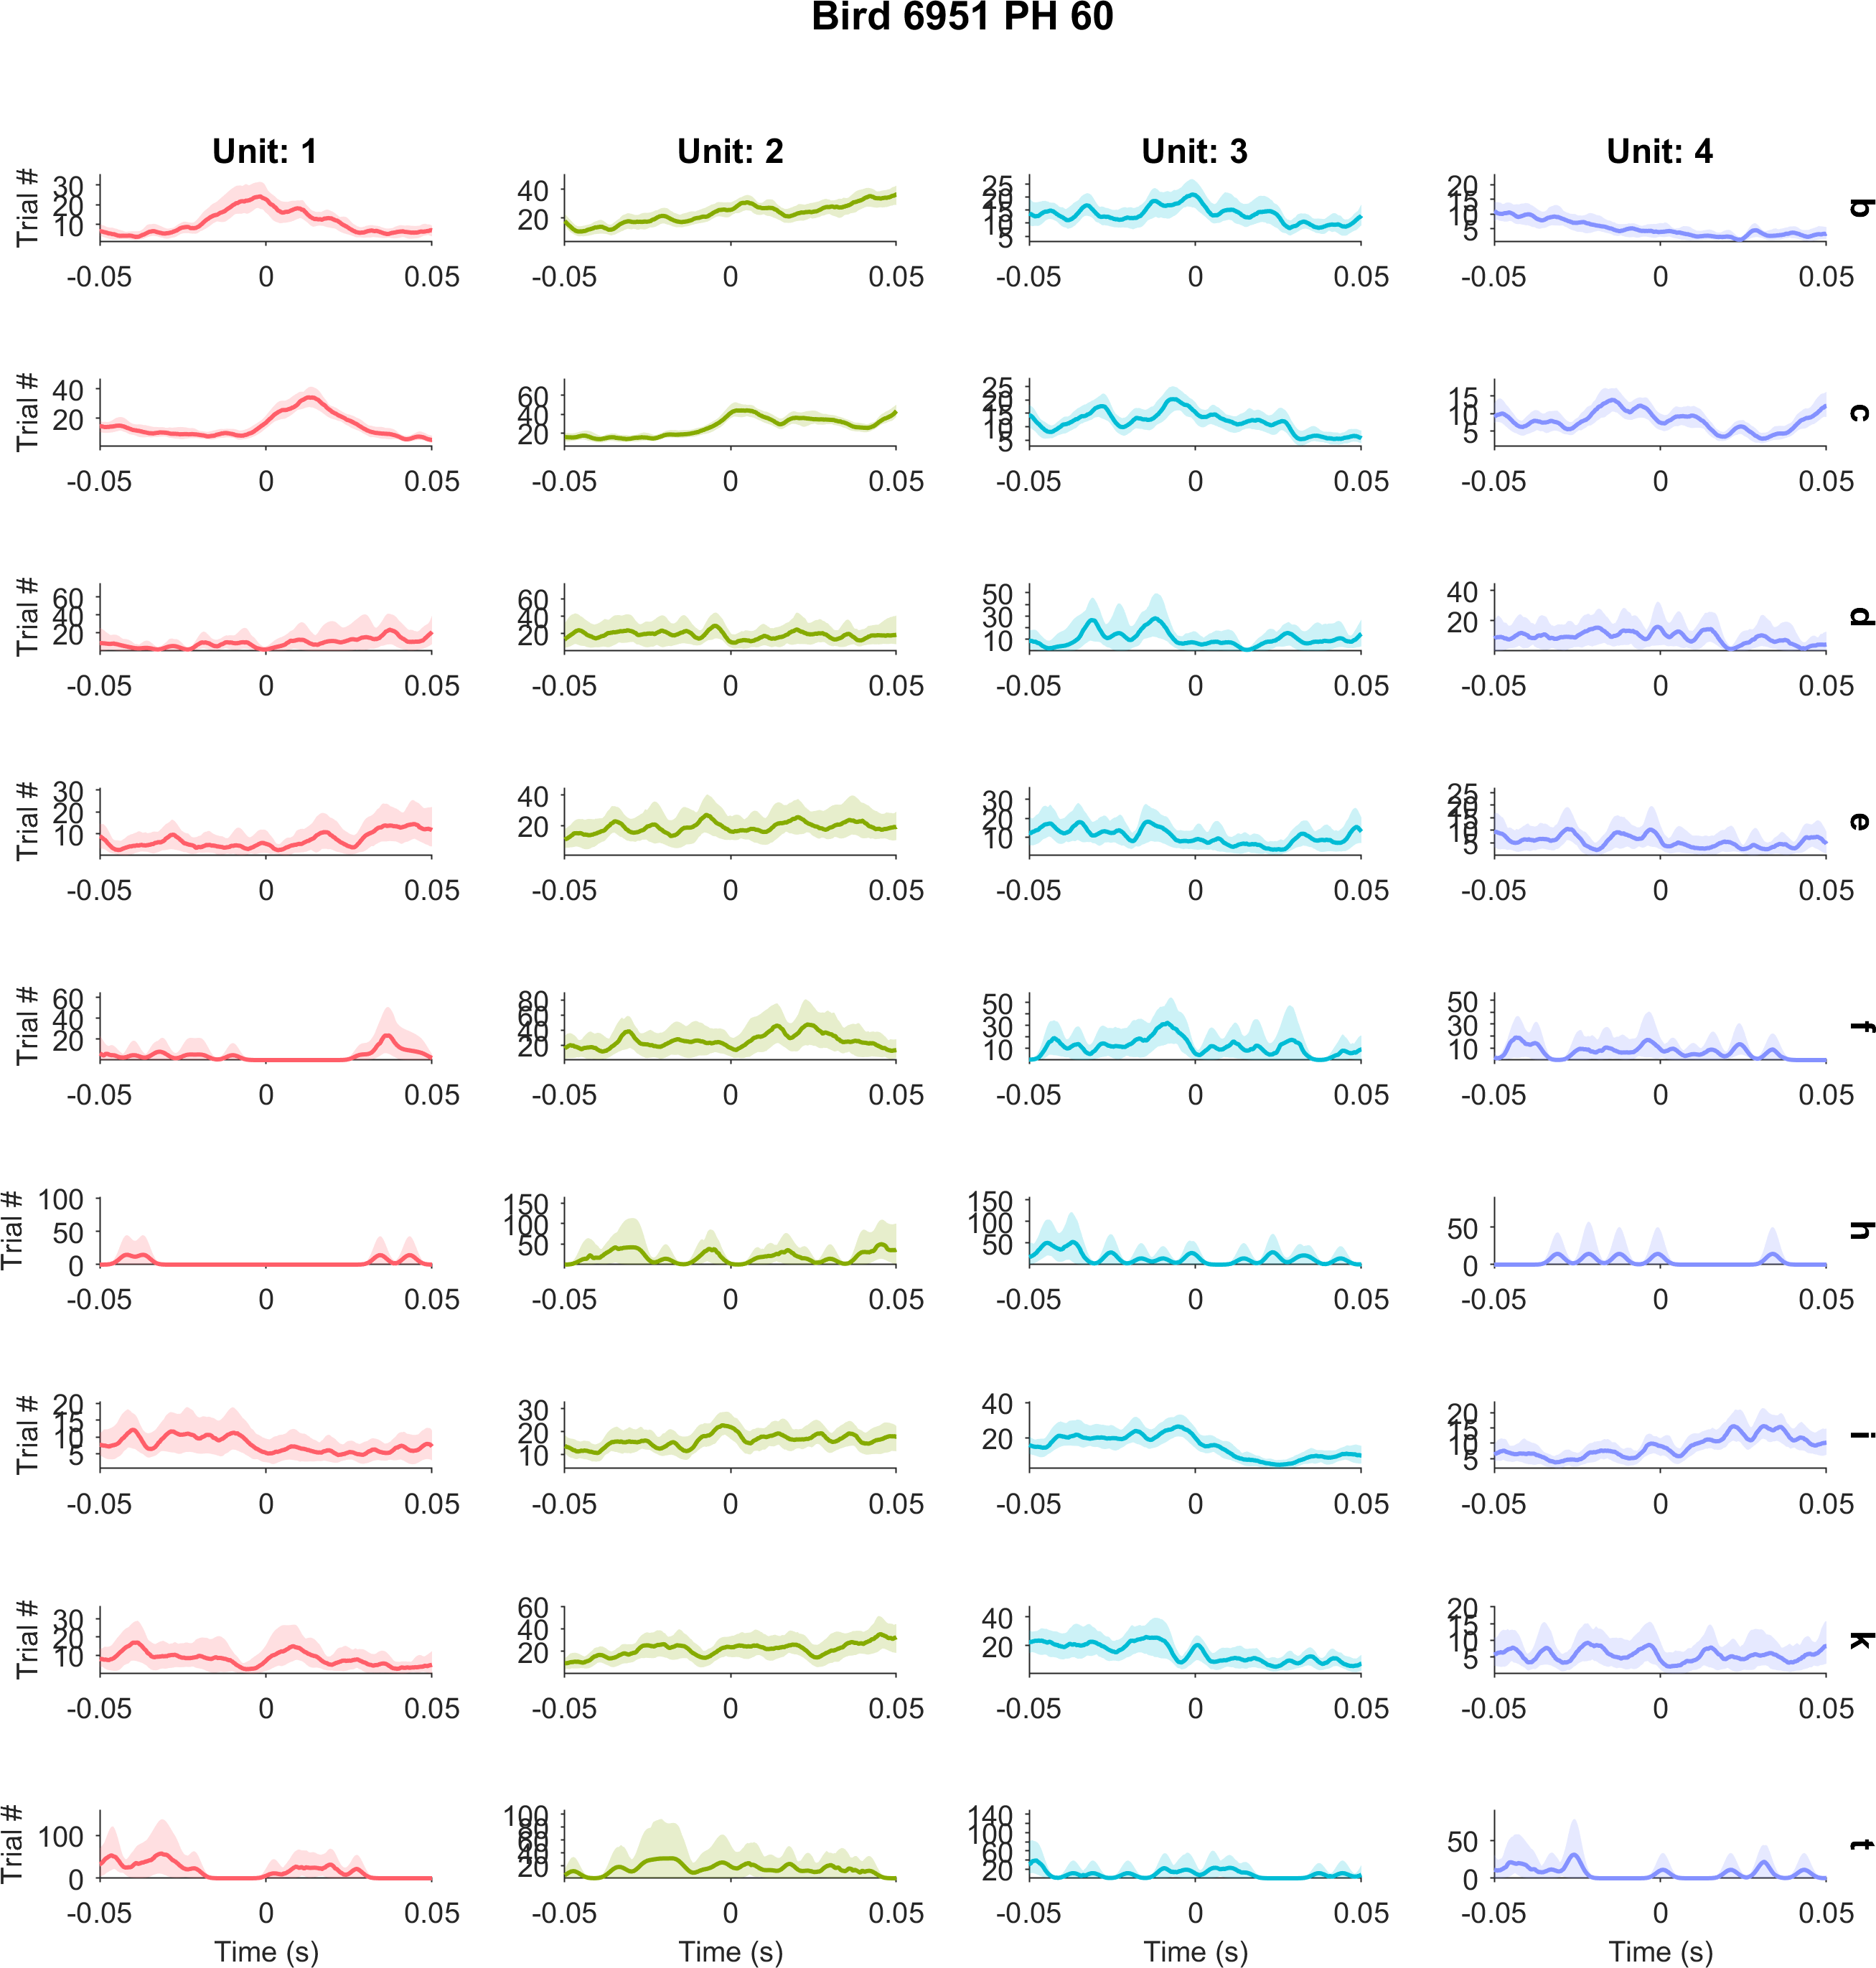 Bird 6951 PH 60
Unit: 1 Unit: 2 Unit: 3 Unit: 4
Trial #
30 40 25 20
20 20 20 15
10 15 10
10 5
5
b
-0.05 0 0.05 -0.05 0 0.05 -0.05 0 0.05 -0.05 0 0.05
Trial #
40 60 25 15
20 40 20 10
20 15 5
10
5
c
-0.05 0 0.05 -0.05 0 0.05 -0.05 0 0.05 -0.05 0 0.05
Trial #
60 60 50 40
40 40 30 20
20 20 10
d
-0.05 0 0.05 -0.05 0 0.05 -0.05 0 0.05 -0.05 0 0.05
Trial #
30 40 30 25
20 20 20 20
10 10 15
10
5
e
-0.05 0 0.05 -0.05 0 0.05 -0.05 0 0.05 -0.05 0 0.05
Trial #
60 80 50 50
40 60 30 30
20 40 10 10
20
f
-0.05 0 0.05 -0.05 0 0.05 -0.05 0 0.05 -0.05 0 0.05
Trial #
100 150 150 50
50 100 100 0
0 50 50
h
-0.05 0 0.05 -0.05 0 0.05 -0.05 0 0.05 -0.05 0 0.05
Trial #
20 30 40 20
15 20 20 15
10 10 10
5 5
i
-0.05 0 0.05 -0.05 0 0.05 -0.05 0 0.05 -0.05 0 0.05
Trial #
30 60 40 20
20 40 20 15
10 20 10
5
k
-0.05 0 0.05 -0.05 0 0.05 -0.05 0 0.05 -0.05 0 0.05
Trial #
100 100 140 50
0 80 100 0
60 60
40 20
20
t
-0.05 0 0.05 -0.05 0 0.05 -0.05 0 0.05 -0.05 0 0.05
Time (s) Time (s) Time (s) Time (s)